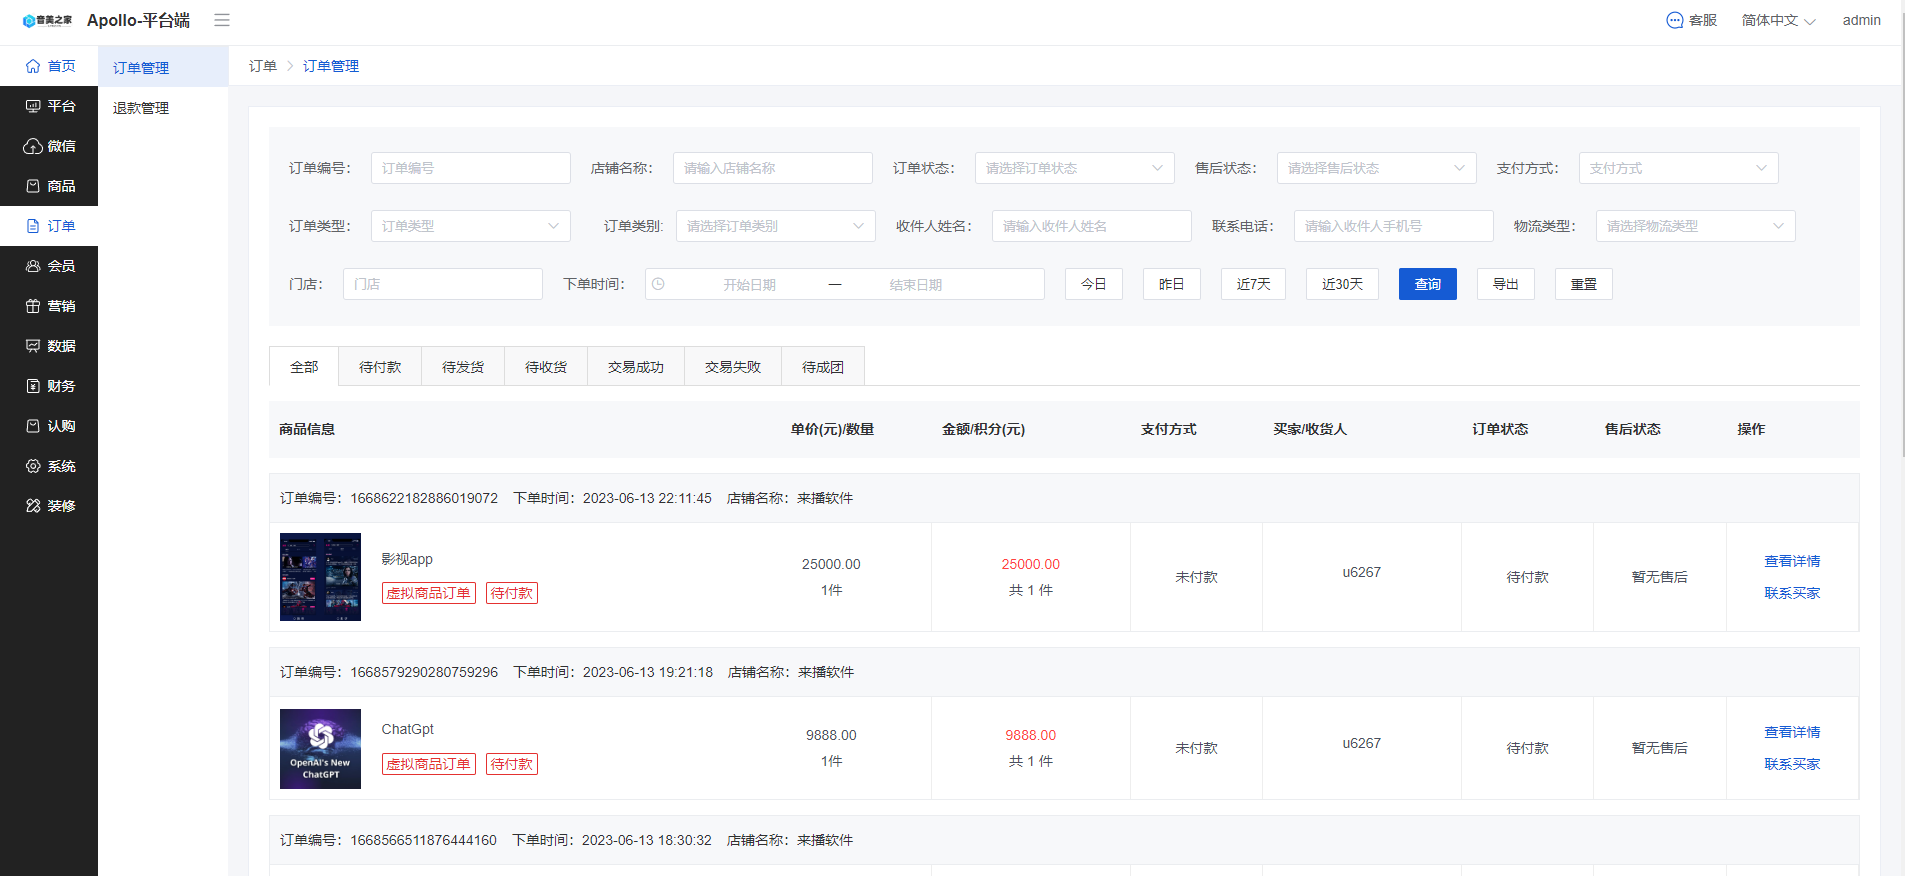 音美之家 Apollo-平台端 客服 简体中文 admin
首页 订单管理 订单 订单管理
平台 退款管理
微信
商品
订单
会员
营销
数据
财务
认购
系统
装修
订单编号： 订单编号 店铺名称： 请输入店铺名称 订单状态： 请选择订单状态 售后状态： 请选择售后状态 支付方式： 支付方式
订单类型： 订单类型 订单类别: 请选择订单类别 收件人姓名： 请输入收件人姓名 联系电话： 请输入收件人手机号 物流类型： 请选择物流类型
门店： 门店 下单时间： 开始日期 — 结束日期 今日 昨日 近7天 近30天 查询 导出 重置
全部 待付款 待发货 待收货 交易成功 交易失败 待成团
商品信息 单价(元)/数量 金额/积分(元) 支付方式 买家/收货人 订单状态 售后状态 操作
订单编号：1668622182886019072 下单时间：2023-06-13 22:11:45 店铺名称：来播软件
影视app 25000.00 25000.00 未付款 u6267 待付款 暂无售后 查看详情
虚拟商品订单 待付款 1件 共 1 件 联系买家
订单编号：1668579290280759296 下单时间：2023-06-13 19:21:18 店铺名称：来播软件
ChatGpt 9888.00 9888.00 未付款 u6267 待付款 暂无售后 查看详情
虚拟商品订单 待付款 1件 共 1 件 联系买家
OpenAI's New
ChatGPT
订单编号：1668566511876444160 下单时间：2023-06-13 18:30:32 店铺名称：来播软件